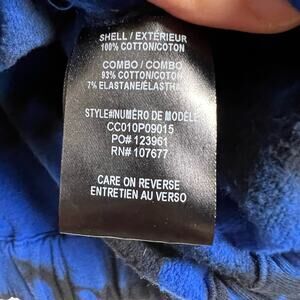 SHELL / EXTÉRIEUR
100% COTTON/COTON
COMBO / COMBO
93% COTTON/COTON
7% ELASTANE/ÉLASTHA
STYLE#/NUMÉRO DE MODÈLE
CC010P09015
PO# 123961
RN# 107677
CARE ON REVERSE
ENTRETIEN AU VERSO